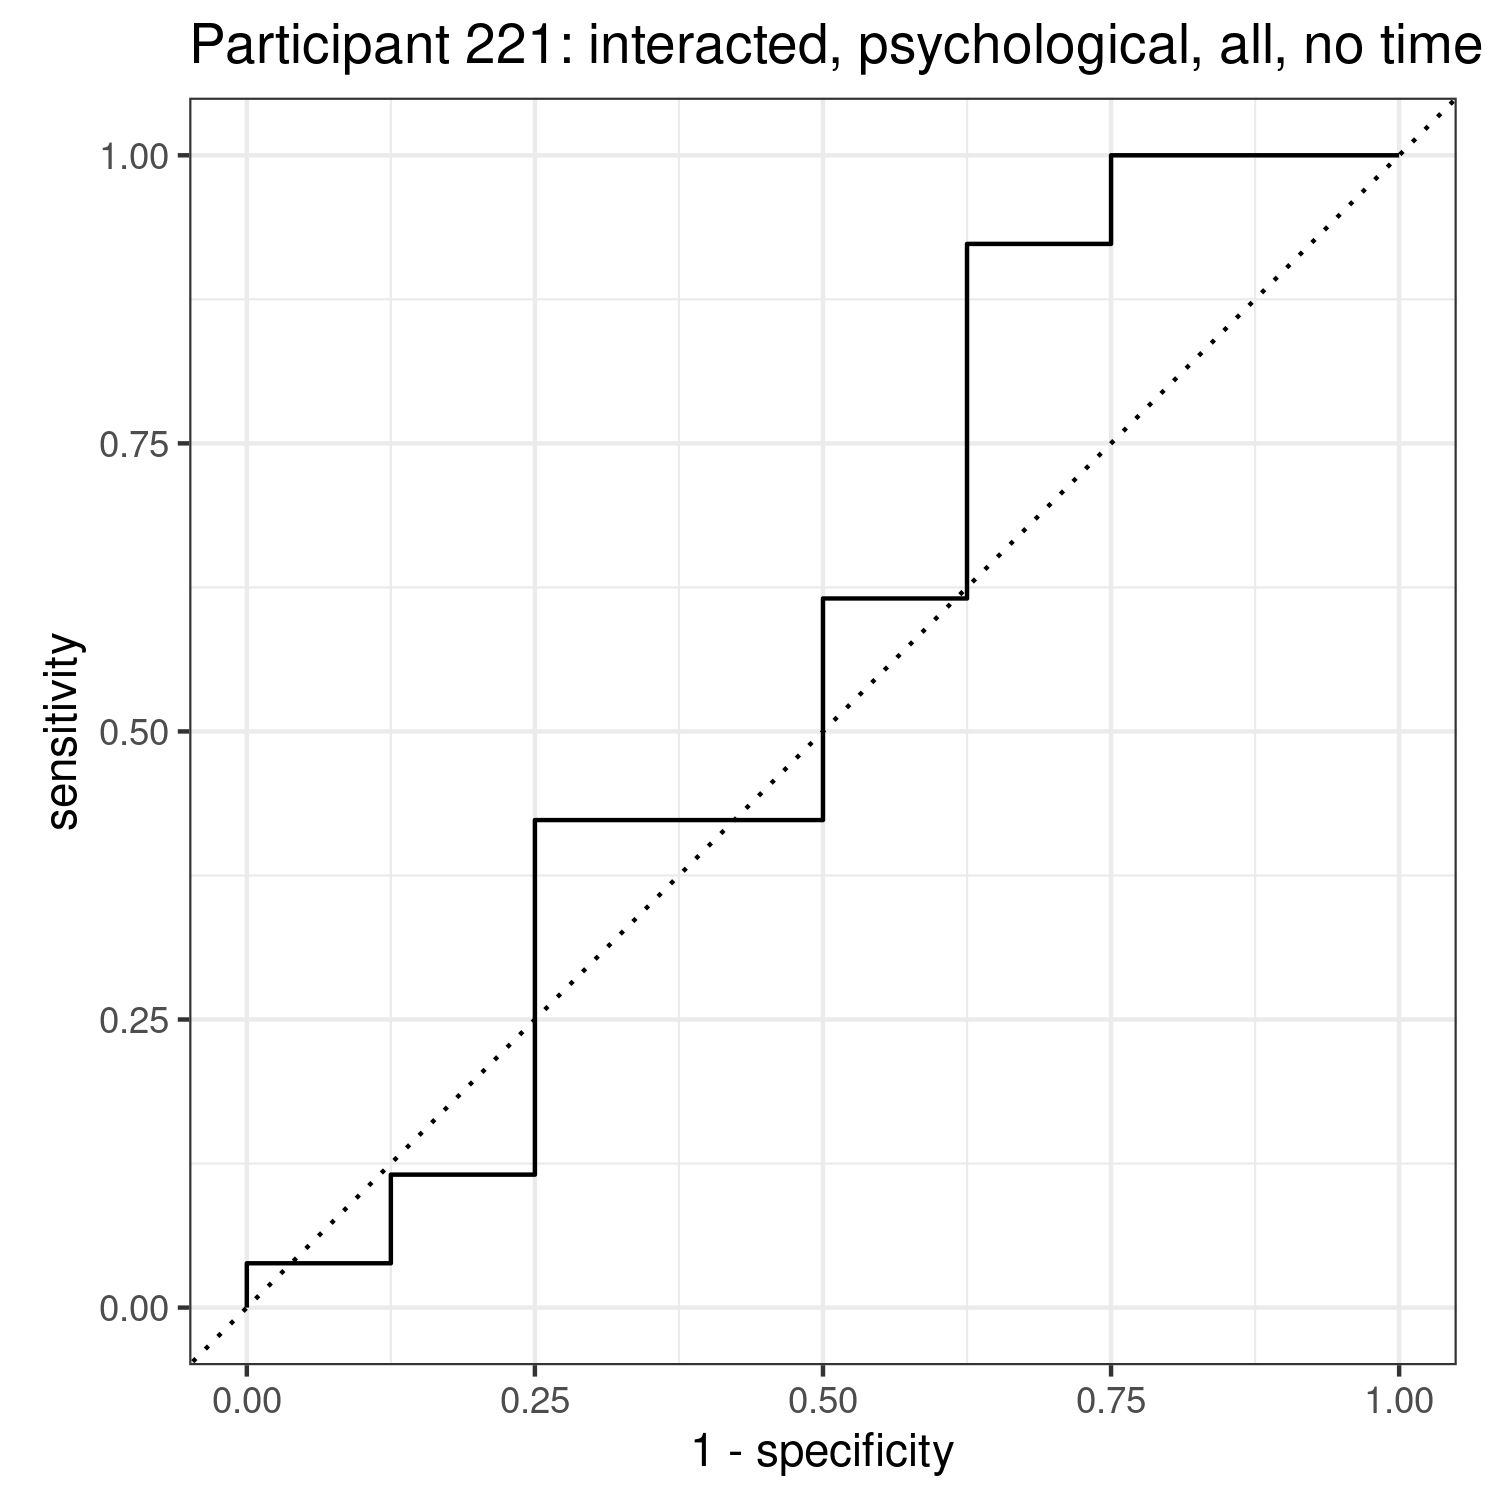 Participant 221: interacted, psychological, all, no time
1.00
0.75
0.50
0.25
0.00
sensitivity
0.00 0.25 0.50 0.75 1.00
1 - specificity